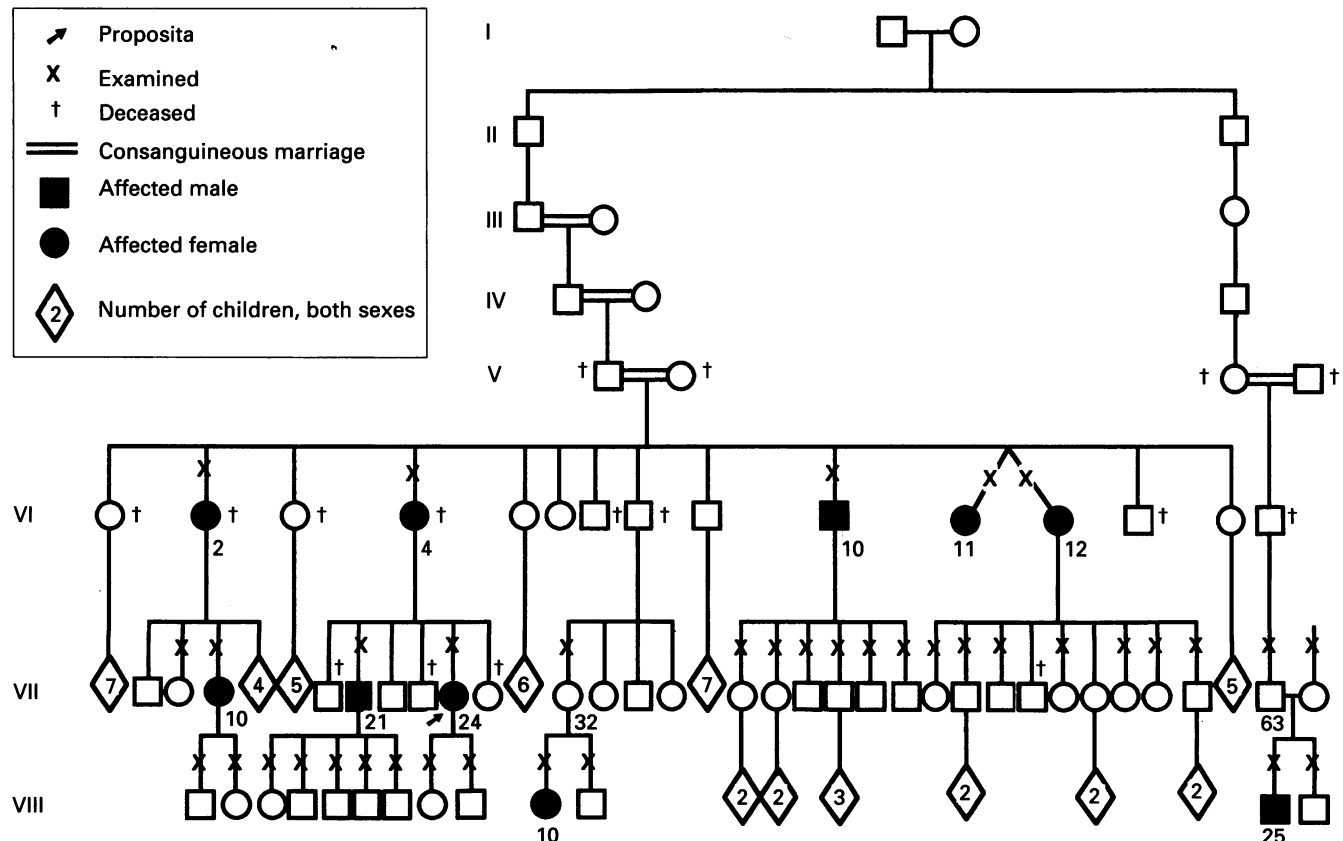 Proposita
X Examined
† Deceased
Consanguineous marriage
Affected male
Affected female
2 Number of children, both sexes
I
II
III
IV
V
† † † †
X X X X X
VI
† † † † † † † †
2 4 10 11 12
X X X X X X X X X X X X X X X X X X X
† † † †
VII
7 4 5 6 7 5
10 21 24 32 63
X X X X X X X X X X X X X
VIII
2 2 3 2 2 2
10 25